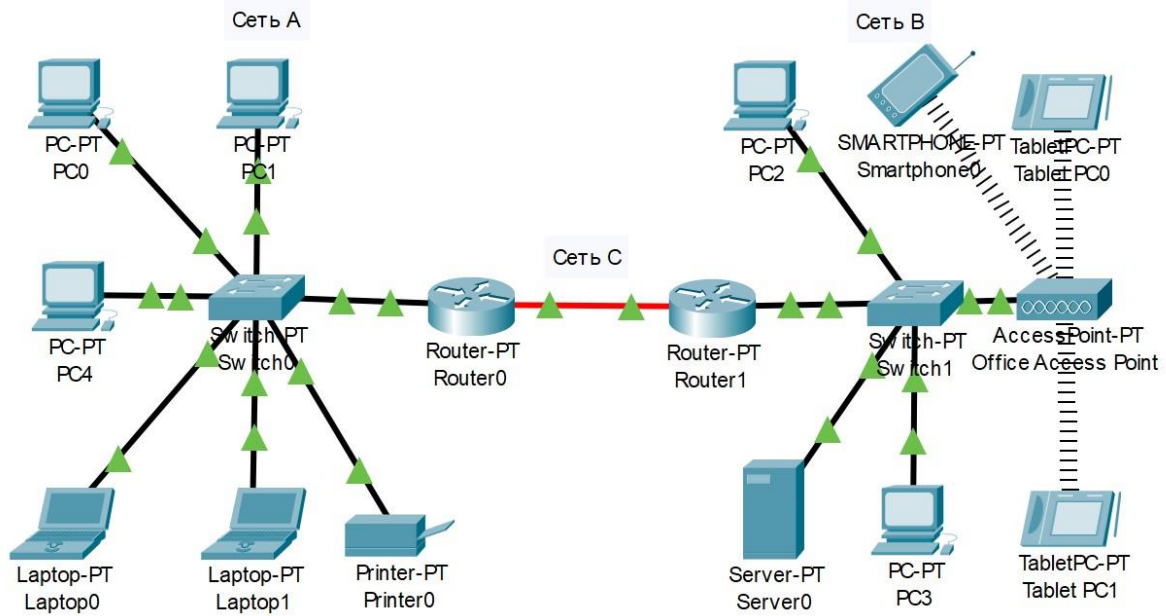 Сеть A
Сеть B
PC-PT
PC0
PC-PT
PC1
PC-PT
PC2
SMARTPHONE-PT
Smartphone0
TabletPC-PT
Tablet PC0
Сеть C
PC-PT
PC4
Switch-PT
Switch0
Router-PT
Router0
Router-PT
Router1
Switch-PT
Switch1
AccessPoint-PT
Office Access Point
Laptop-PT
Laptop0
Laptop-PT
Laptop1
Printer-PT
Printer0
Server-PT
Server0
PC-PT
PC3
TabletPC-PT
Tablet PC1